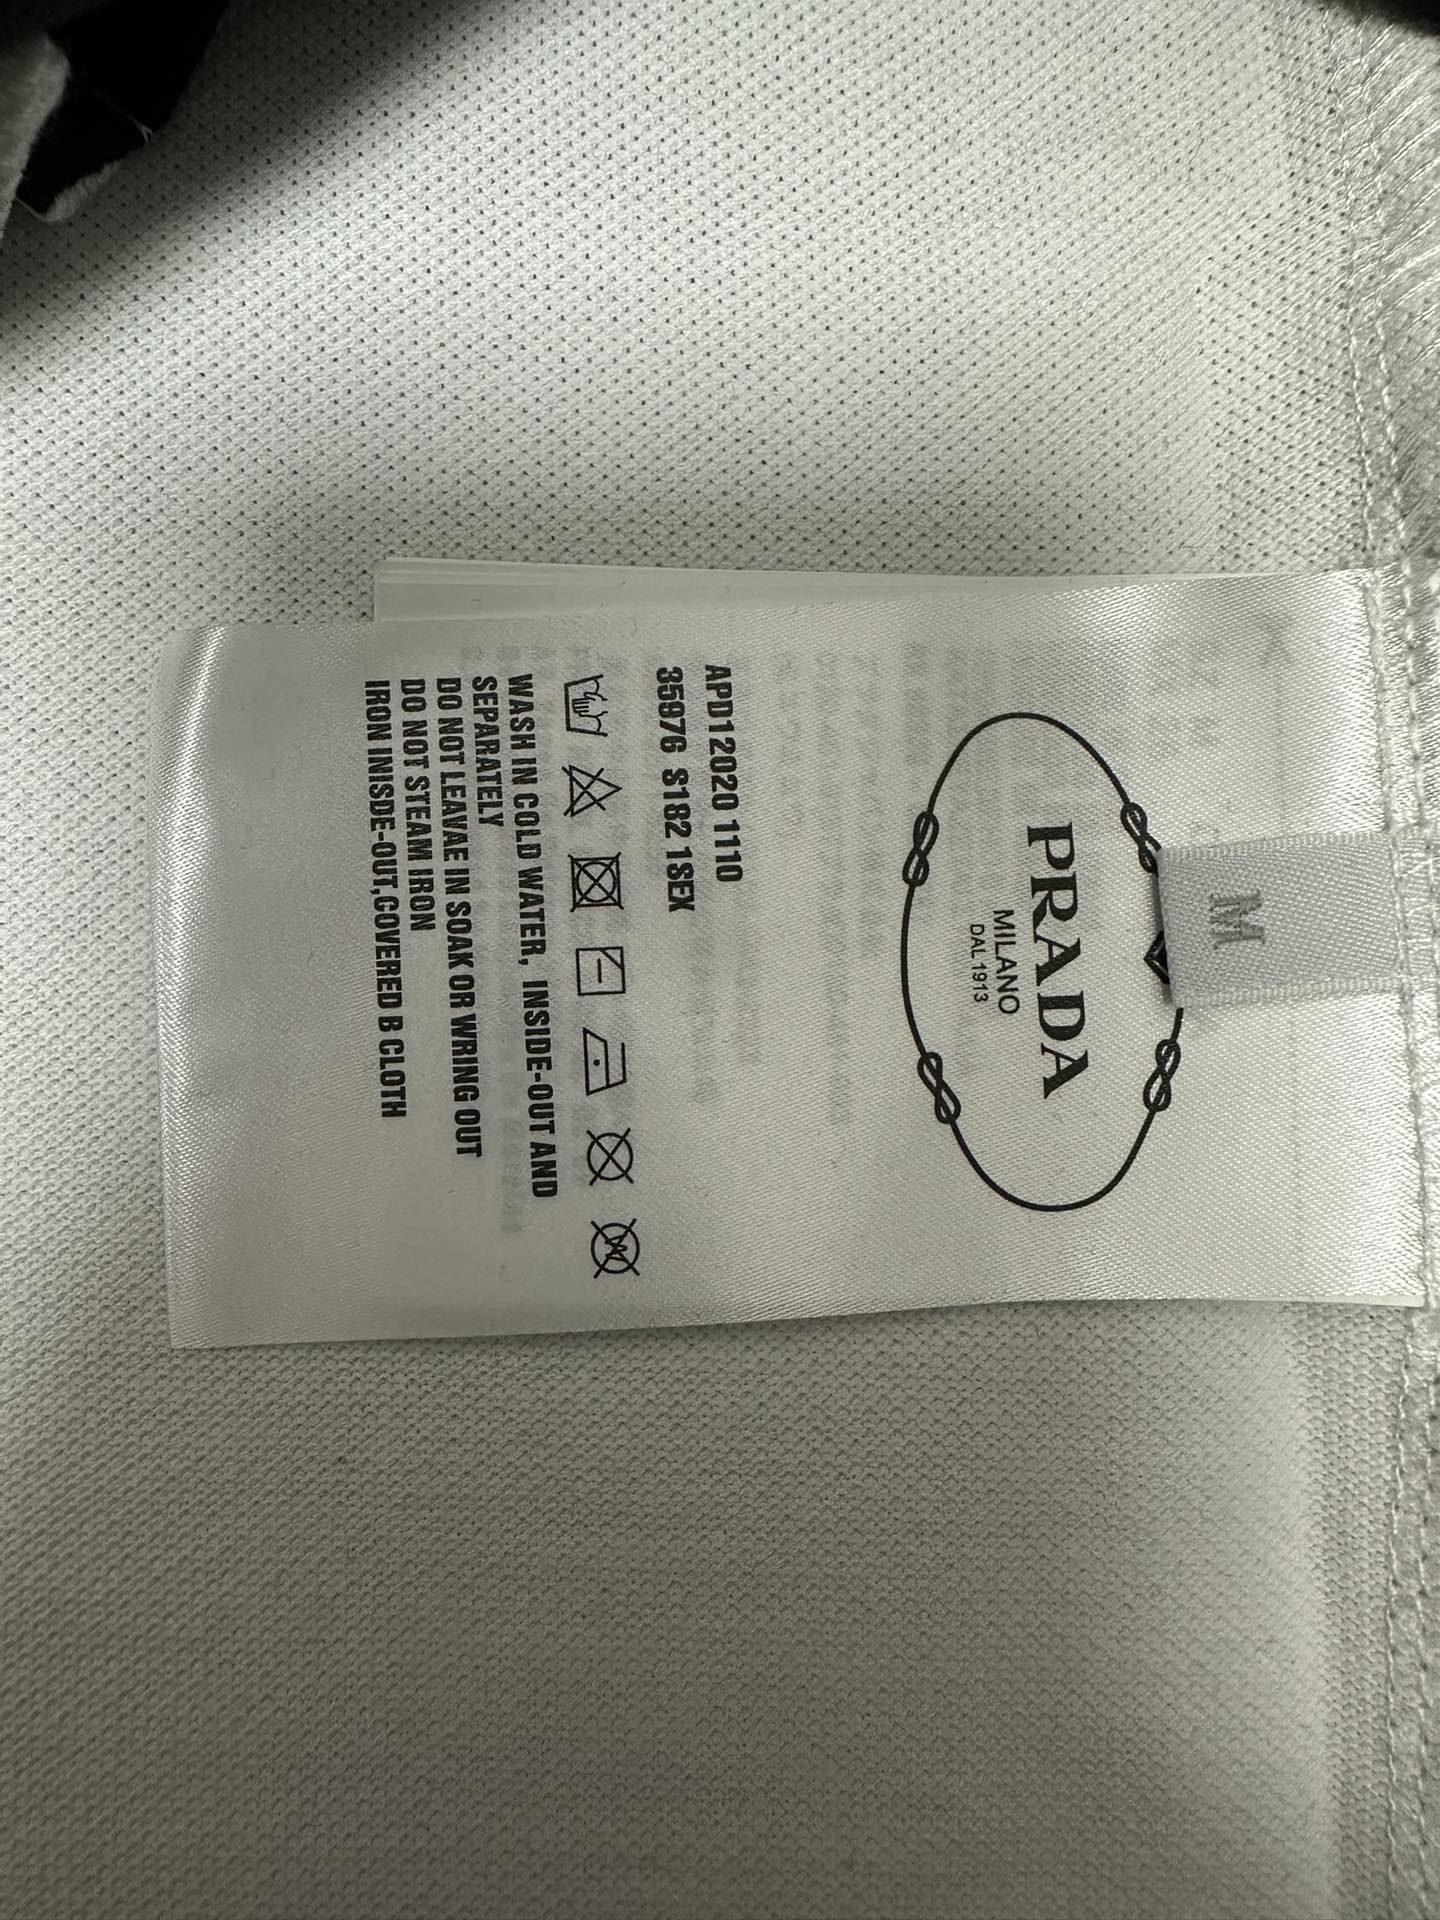 M
PRADA
MILANO
DAL 1913
APD12020 1110
35976 S182 1SEX
WASH IN COLD WATER, INSIDE-OUT AND
SEPARATELY
DO NOT LEAVAE IN SOAK OR WRING OUT
DO NOT STEAM IRON
IRON INISDE-OUT,COVERED B CLOTH